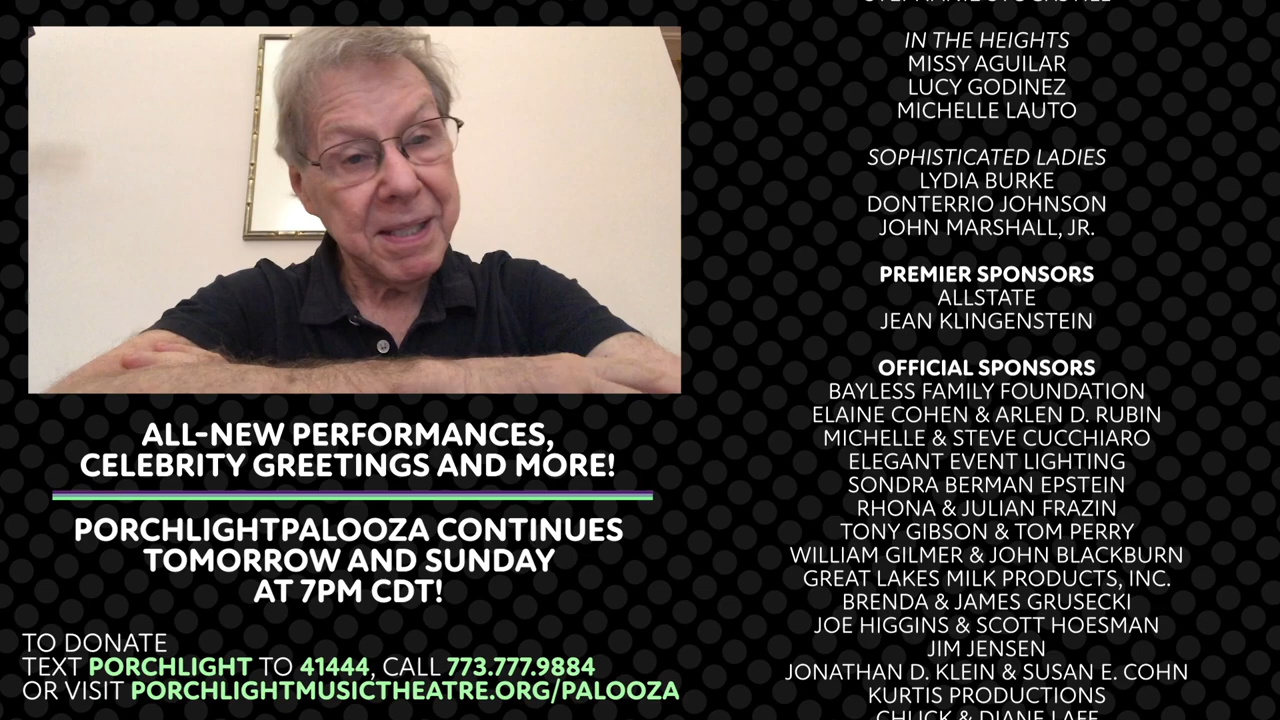 ALL-NEW PERFORMANCES,
CELEBRITY GREETINGS AND MORE!
PORCHLIGHTPALOOZA CONTINUES
TOMORROW AND SUNDAY
AT 7PM CDT!
TO DONATE
TEXT PORCHLIGHT TO 41444, CALL 773.777.9884
OR VISIT PORCHLIGHTMUSICTHEATRE.ORG/PALOOZA
IN THE HEIGHTS
MISSY AGUILAR
LUCY GODINEZ
MICHELLE LAUTO
SOPHISTICATED LADIES
LYDIA BURKE
DONTERRIO JOHNSON
JOHN MARSHALL, JR.
PREMIER SPONSORS
ALLSTATE
JEAN KLINGENSTEIN
OFFICIAL SPONSORS
BAYLESS FAMILY FOUNDATION
ELAINE COHEN & ARLEN D. RUBIN
MICHELLE & STEVE CUCCHIARO
ELEGANT EVENT LIGHTING
SONDRA BERMAN EPSTEIN
RHONA & JULIAN FRAZIN
TONY GIBSON & TOM PERRY
WILLIAM GILMER & JOHN BLACKBURN
GREAT LAKES MILK PRODUCTS, INC.
BRENDA & JAMES GRUSECKI
JOE HIGGINS & SCOTT HOESMAN
JIM JENSEN
JONATHAN D. KLEIN & SUSAN E. COHN
KURTIS PRODUCTIONS
CHUCK & DIANE